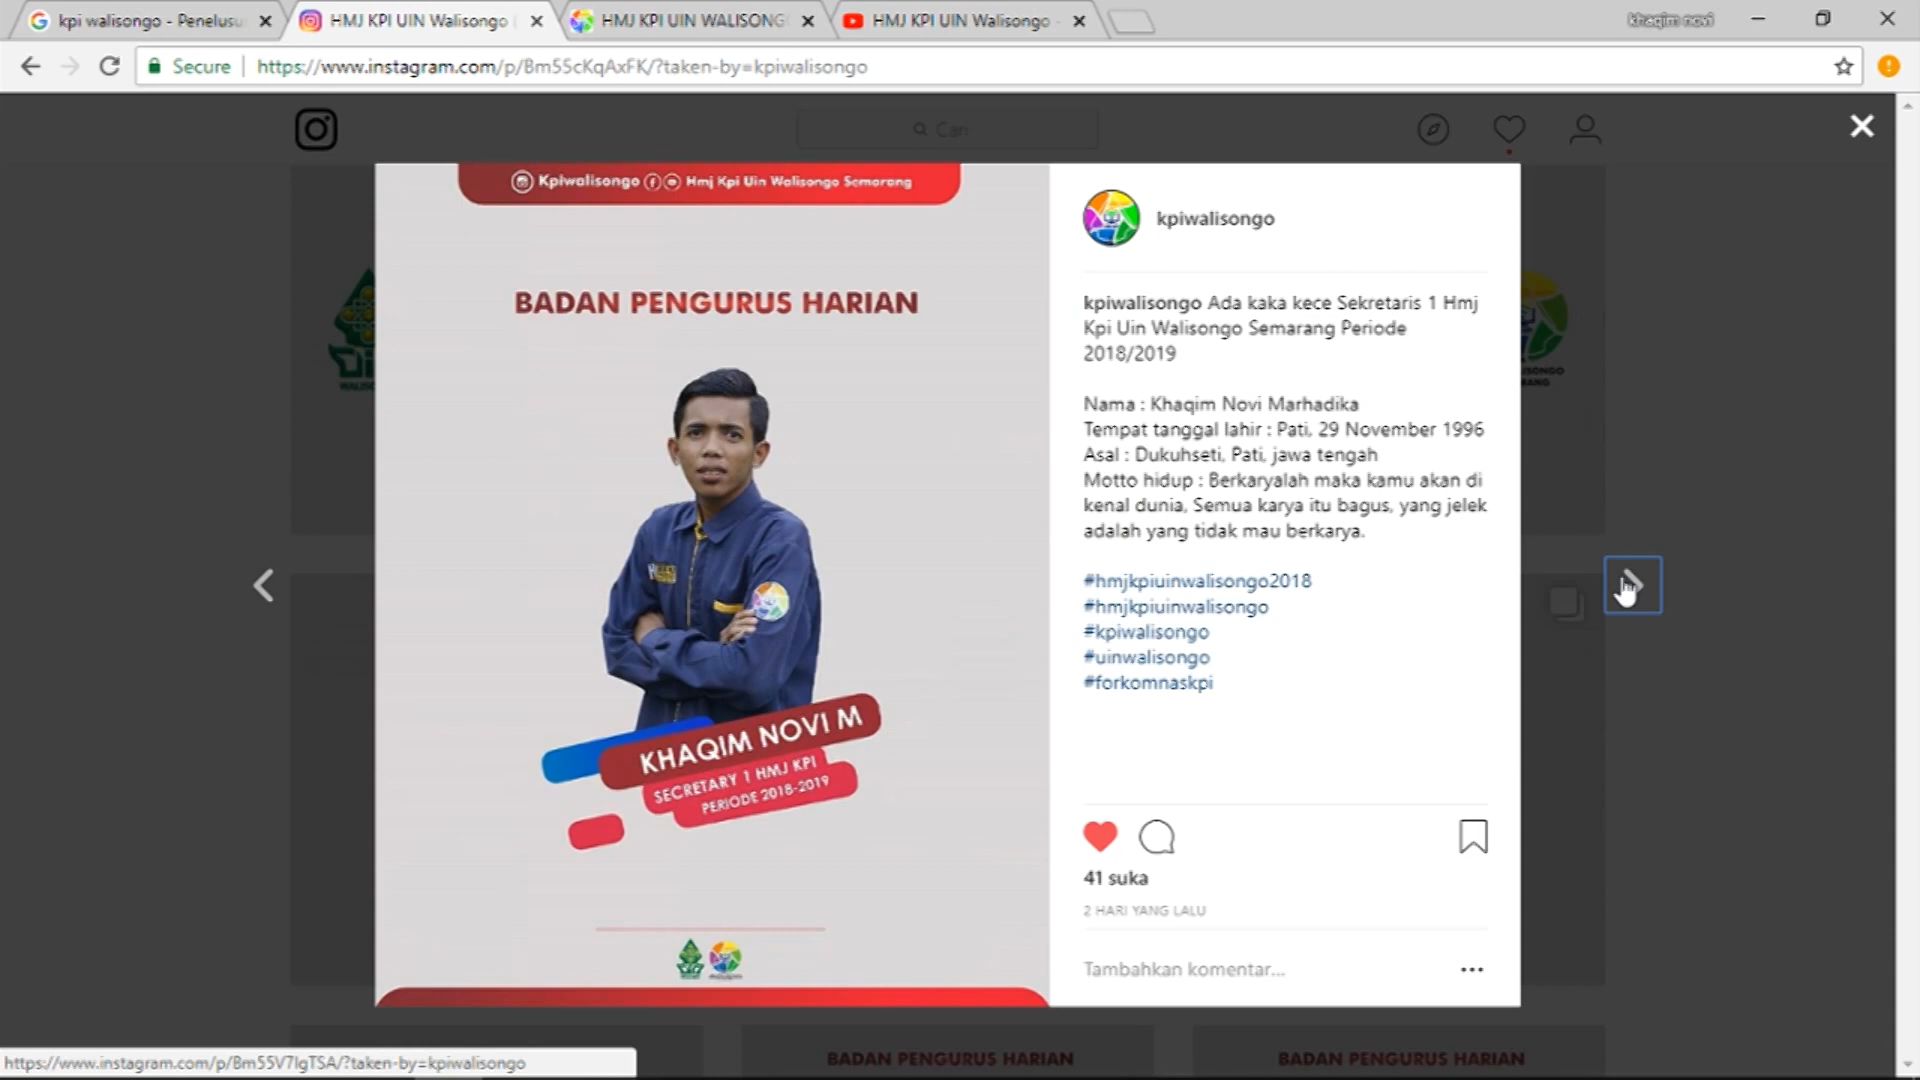 kpi walisongo - Penelusu
HMJ KPI UIN Walisongo (
HMJ KPI UIN WALISONG
HMJ KPI UIN Walisongo -
khaqim novi
Secure
https://www.instagram.com/p/Bm55cKqAxFK/?taken-by=kpiwalisongo
Cari
Kpiwalisongo Hmj Kpi Uin Walisongo Semarang
BADAN PENGURUS HARIAN
KHAQIM NOVI M
SECRETARY 1 HMJ KPI
PERIODE 2018-2019
kpiwalisongo
kpiwalisongo Ada kaka kece Sekretaris 1 Hmj
Kpi Uin Walisongo Semarang Periode
2018/2019
Nama : Khaqim Novi Marhadika
Tempat tanggal lahir : Pati, 29 November 1996
Asal : Dukuhseti, Pati, jawa tengah
Motto hidup : Berkaryalah maka kamu akan di
kenal dunia, Semua karya itu bagus, yang jelek
adalah yang tidak mau berkarya.
#hmjkpiuinwalisongo2018
#hmjkpiuinwalisongo
#kpiwalisongo
#uinwalisongo
#forkomnaskpi
41 suka
2 HARI YANG LALU
Tambahkan komentar...
BADAN PENGURUS HARIAN
BADAN PENGURUS HARIAN
https://www.instagram.com/p/Bm55V7lgTSA/?taken-by=kpiwalisongo